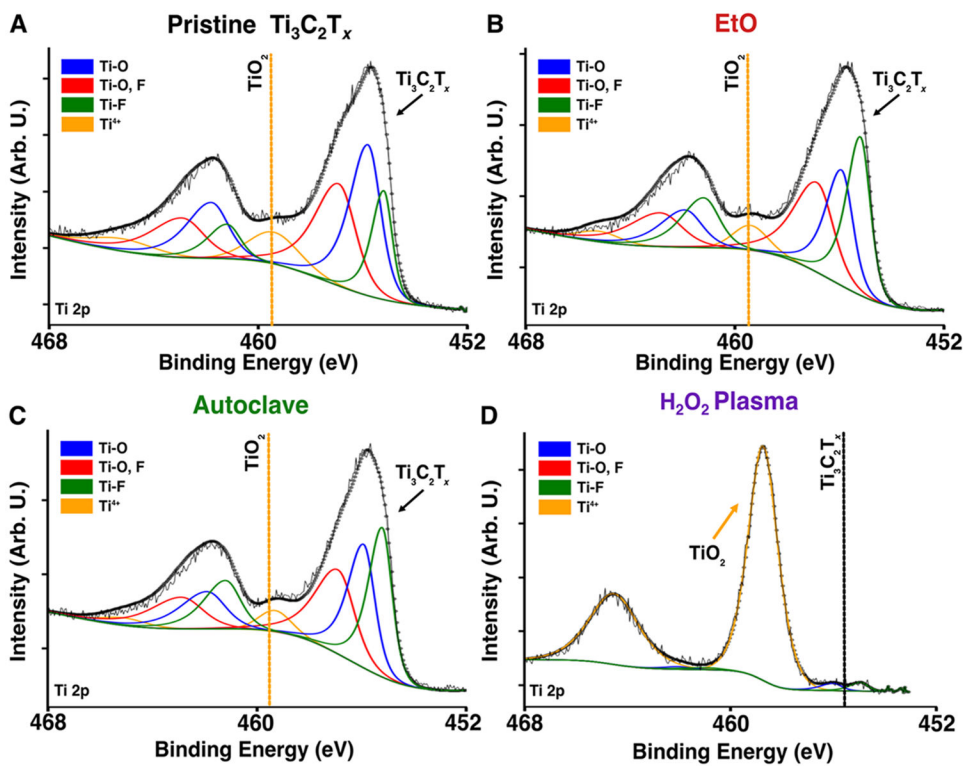 A
Pristine Ti₃C₂Tₓ
Ti-O
Ti-O, F
Ti-F
Ti⁴⁺
TiO₂
Ti₃C₂Tₓ
Intensity (Arb. U.)
Ti 2p
468
460
452
Binding Energy (eV)
B
EtO
Ti-O
Ti-O, F
Ti-F
Ti⁴⁺
TiO₂
Ti₃C₂Tₓ
Intensity (Arb. U.)
Ti 2p
468
460
452
Binding Energy (eV)
C
Autoclave
Ti-O
Ti-O, F
Ti-F
Ti⁴⁺
TiO₂
Ti₃C₂Tₓ
Intensity (Arb. U.)
Ti 2p
468
460
452
Binding Energy (eV)
D
H₂O₂ Plasma
Ti-O
Ti-O, F
Ti-F
Ti⁴⁺
TiO₂
Ti₃C₂Tₓ
Intensity (Arb. U.)
Ti 2p
468
460
452
Binding Energy (eV)